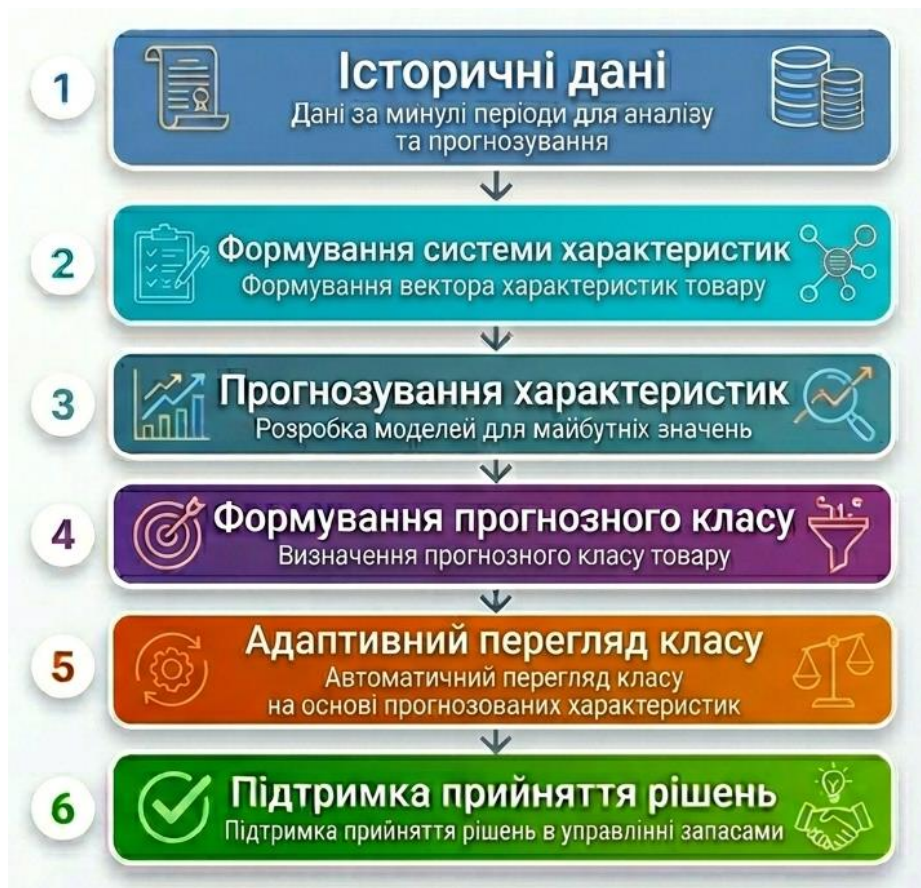 1
Історичні дані
Дані за минулі періоди для аналізу
та прогнозування
2
Формування системи характеристик
Формування вектора характеристик товару
3
Прогнозування характеристик
Розробка моделей для майбутніх значень
4
Формування прогнозного класу
Визначення прогнозного класу товару
5
Адаптивний перегляд класу
Автоматичний перегляд класу
на основі прогнозованих характеристик
6
Підтримка прийняття рішень
Підтримка прийняття рішень в управлінні запасами